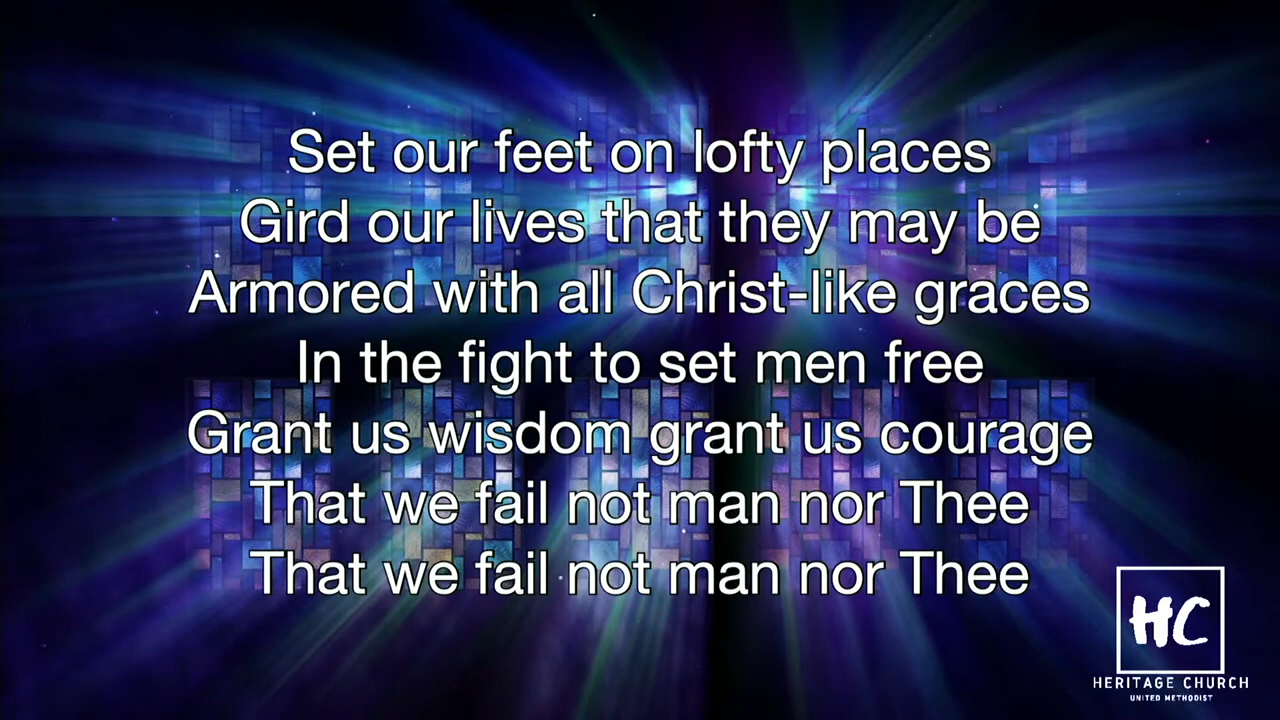 Set our feet on lofty places
Gird our lives that they may be
Armored with all Christ-like graces
In the fight to set men free
Grant us wisdom grant us courage
That we fail not man nor Thee
That we fail not man nor Thee
HC
HERITAGE CHURCH
UNITED METHODIST